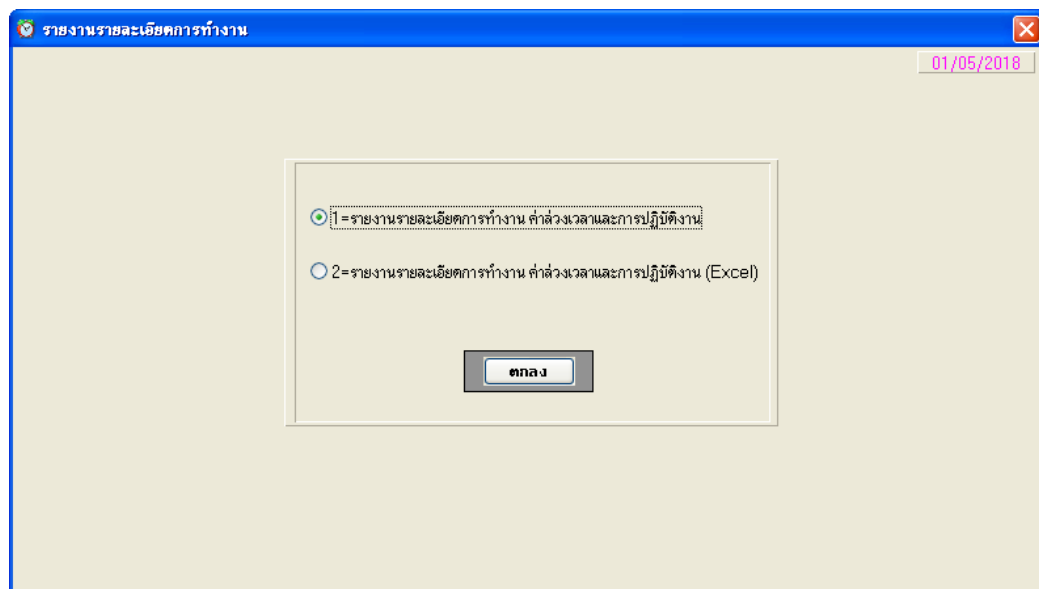 รายงานรายละเอียดการทำงาน
01/05/2018
1=รายงานรายละเอียดการทำงาน ค่าล่วงเวลาและการปฏิบัติงาน
2=รายงานรายละเอียดการทำงาน ค่าล่วงเวลาและการปฏิบัติงาน (Excel)
ตกลง